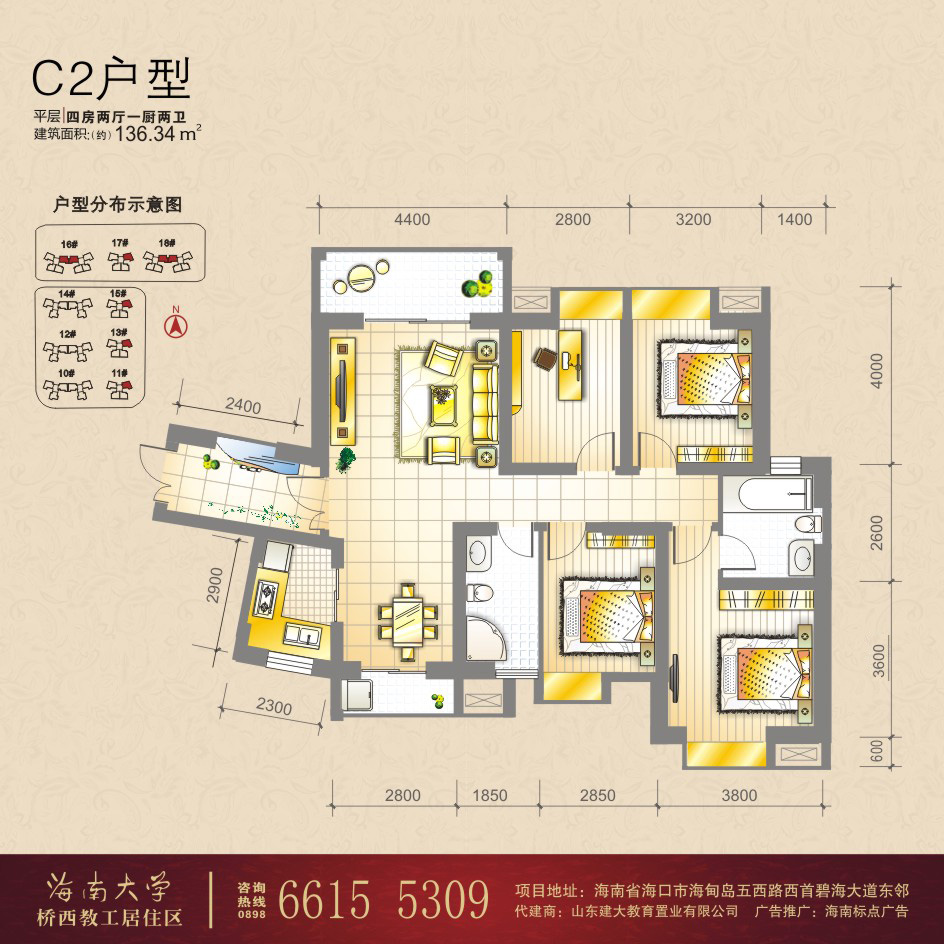 C2户型
平层|四房两厅一厨两卫
建筑面积:(约)136.34m²
户型分布示意图
16# 17# 18#
14# 15#
12# 13#
10# 11#
N
4400 2800 3200 1400
4000
2400
2600
2900
3600
2300
600
2800 1850 2850 3800
海南大学
桥西教工居住区
咨询
热线
0898
6615 5309
项目地址：海南省海口市海甸岛五西路西首碧海大道东邻
代建商：山东建大教育置业有限公司 广告推广：海南标点广告